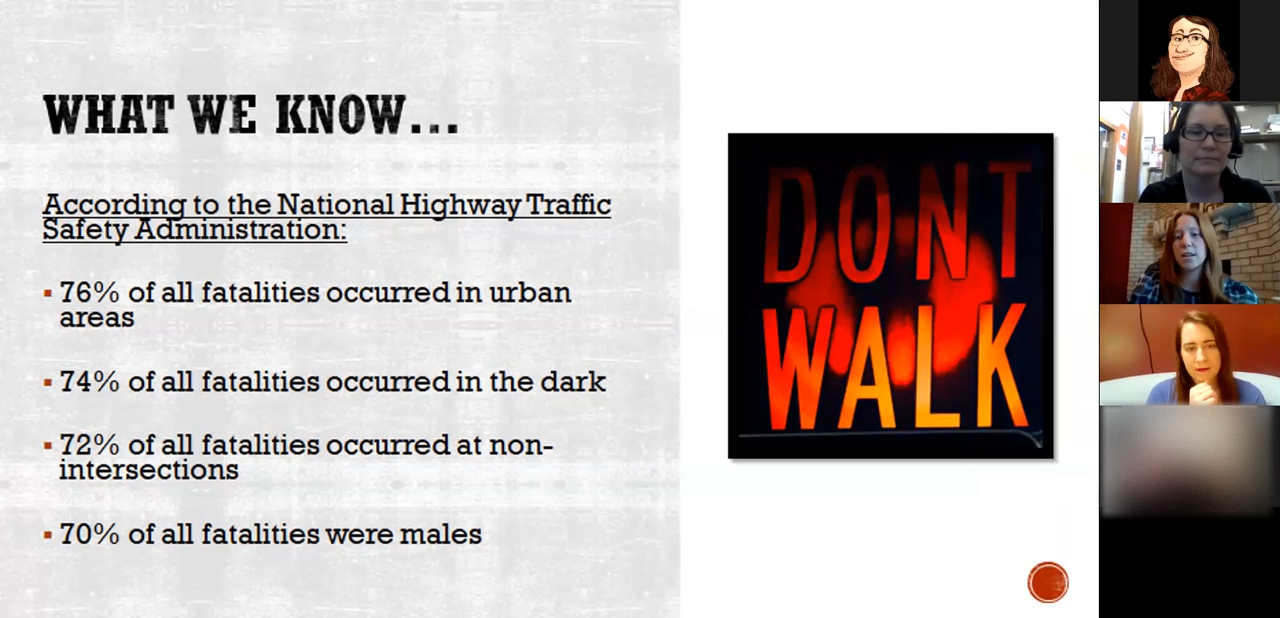 WHAT WE KNOW...
According to the National Highway Traffic
Safety Administration:
▪ 76% of all fatalities occurred in urban
areas
▪ 74% of all fatalities occurred in the dark
▪ 72% of all fatalities occurred at non-
intersections
▪ 70% of all fatalities were males
DONT
WALK